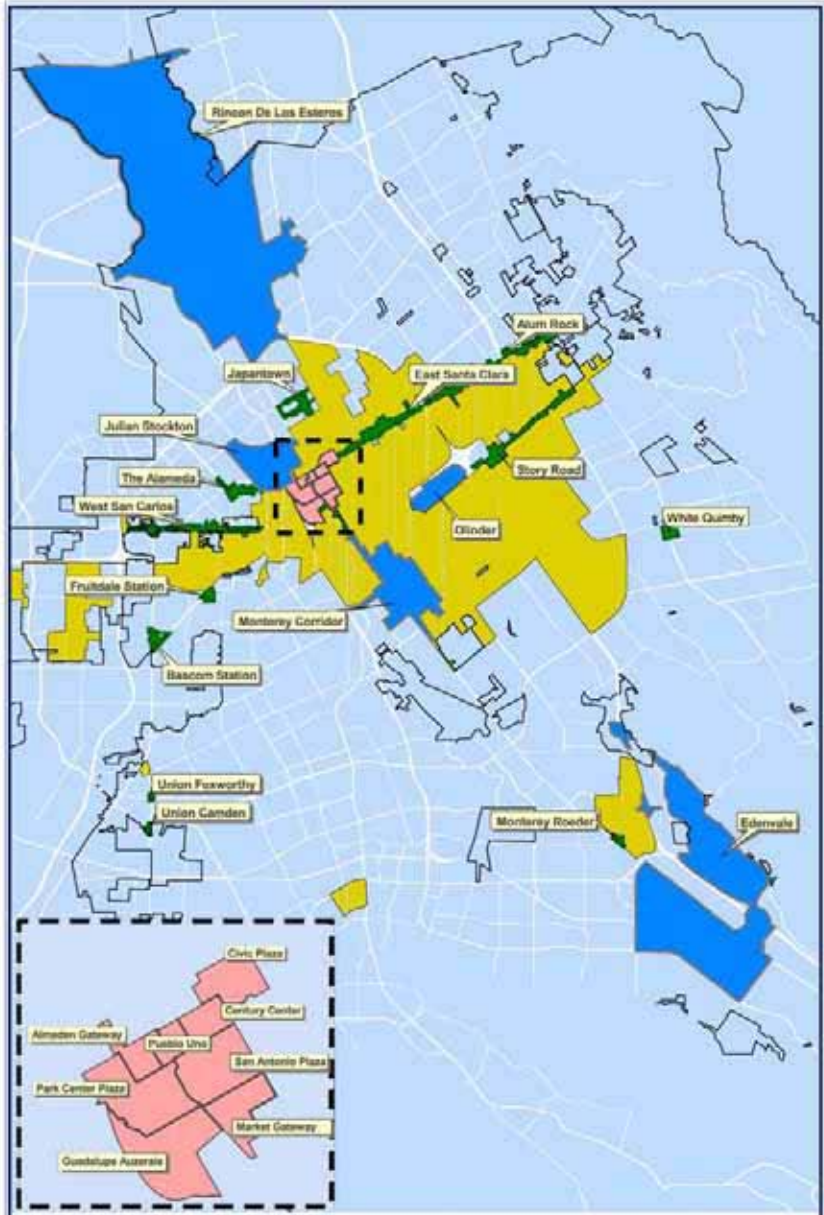 Rincon De Los Esteros
Alum Rock
Japantown
East Santa Clara
Julian Stockton
The Alameda
Story Road
West San Carlos
White Quimby
Olinder
Fruitdale Station
Monterey Corridor
Bascom Station
Union Foxworthy
Union Camden
Monterey Roeder
Edenvale
Civic Plaza
Century Center
Almaden Gateway
Pueblo Uno
San Antonio Plaza
Park Center Plaza
Market Gateway
Guadalupe Auzerais